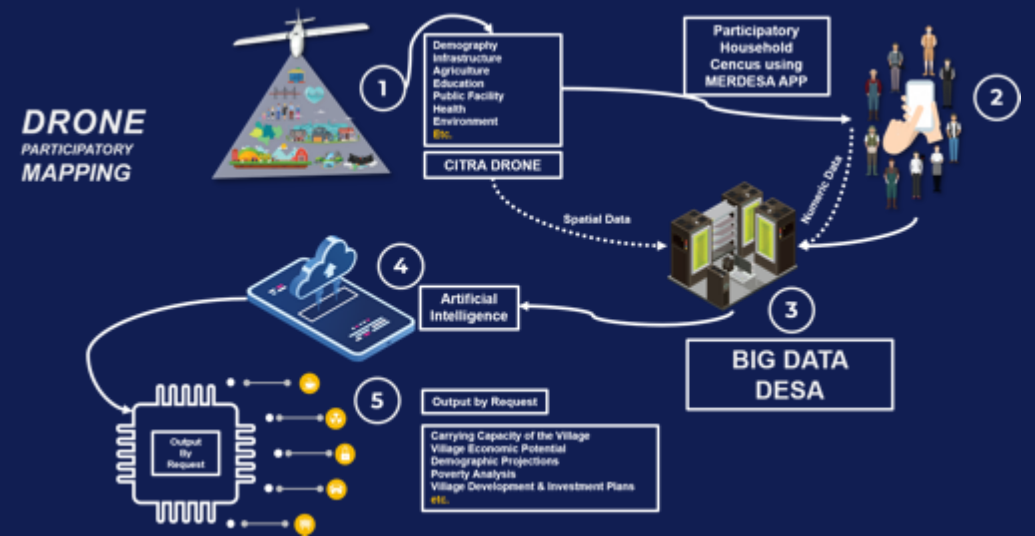 DRONE
PARTICIPATORY
MAPPING
1
Demography
Infrastructure
Agriculture
Education
Public Facility
Health
Environment
Etc.
CITRA DRONE
Participatory
Household
Cencus using
MERDESA APP
2
Numeric Data
Spatial Data
3
BIG DATA
DESA
4
Artificial
Intelligence
5
Output by Request
Carrying Capacity of the Village
Village Economic Potential
Demographic Projections
Poverty Analysis
Village Development & Investment Plans
etc.
Output
By
Request